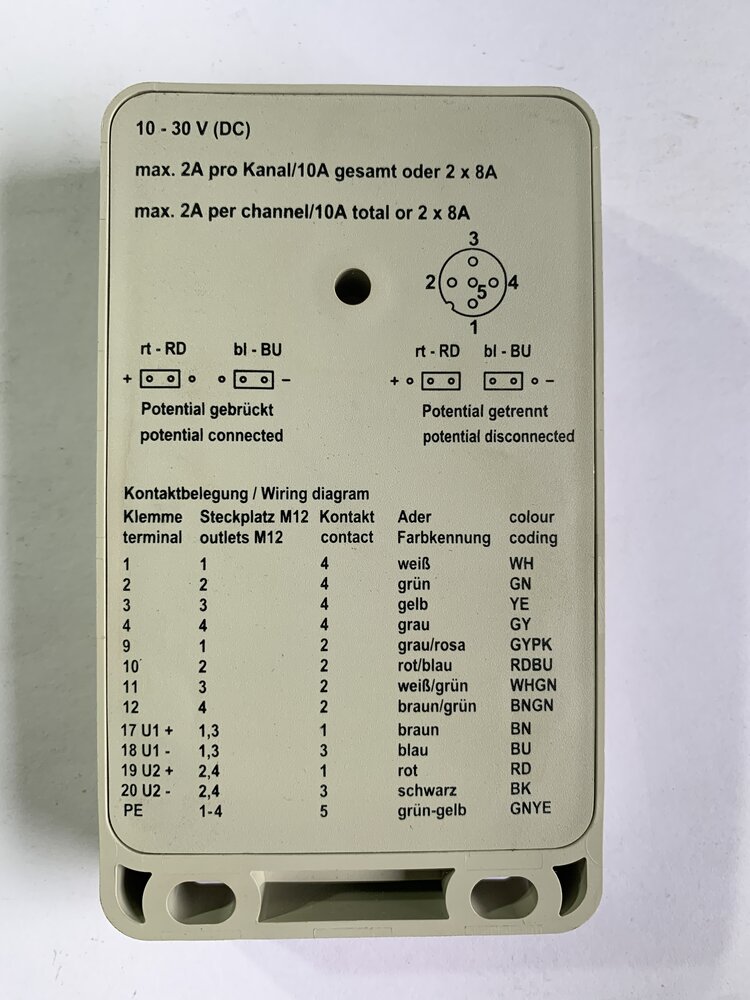 10 - 30 V (DC)
max. 2A pro Kanal/10A gesamt oder 2 x 8A
max. 2A per channel/10A total or 2 x 8A
3
2 5 4
1
rt - RD bl - BU
+ –
Potential gebrückt
potential connected
rt - RD bl - BU
+ –
Potential getrennt
potential disconnected
Kontaktbelegung / Wiring diagram
Klemme Steckplatz M12 Kontakt Ader colour
terminal outlets M12 contact Farbkennung coding
1 1 4 weiß WH
2 2 4 grün GN
3 3 4 gelb YE
4 4 4 grau GY
9 1 2 grau/rosa GYPK
10 2 2 rot/blau RDBU
11 3 2 weiß/grün WHGN
12 4 2 braun/grün BNGN
17 U1 + 1,3 1 braun BN
18 U1 - 1,3 3 blau BU
19 U2 + 2,4 1 rot RD
20 U2 - 2,4 3 schwarz BK
PE 1-4 5 grün-gelb GNYE